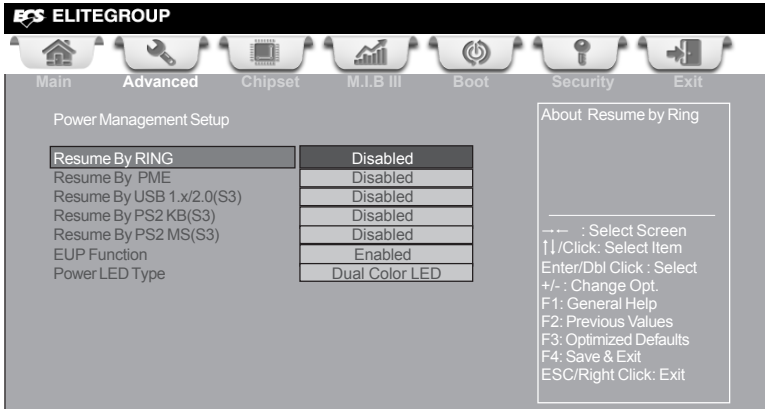 ECS ELITEGROUP
Main Advanced Chipset M.I.B III Boot Security Exit
Power Management Setup
Resume By RING Disabled
Resume By PME Disabled
Resume By USB 1.x/2.0(S3) Disabled
Resume By PS2 KB(S3) Disabled
Resume By PS2 MS(S3) Disabled
EUP Function Enabled
Power LED Type Dual Color LED
About Resume by Ring
→← : Select Screen
↑↓/Click: Select Item
Enter/Dbl Click : Select
+/- : Change Opt.
F1: General Help
F2: Previous Values
F3: Optimized Defaults
F4: Save & Exit
ESC/Right Click: Exit